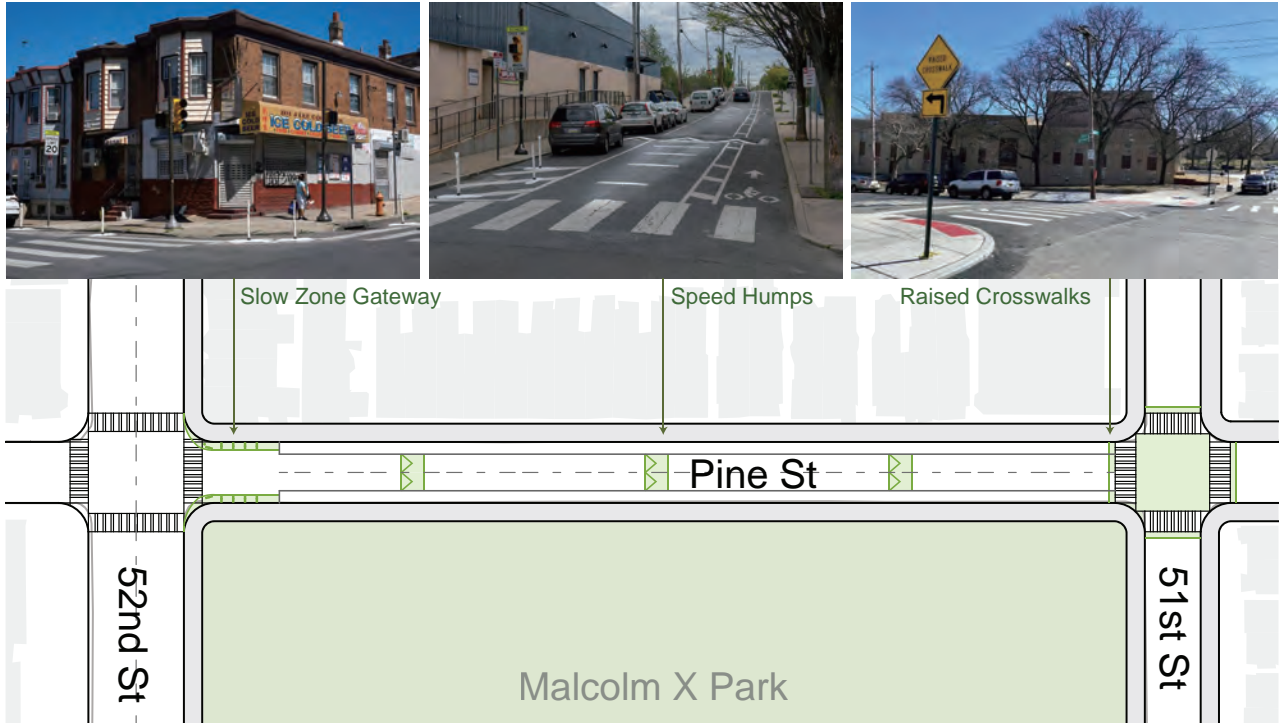 20
ICE COLD BEER
RAISED
CROSSWALK
Slow Zone Gateway
Speed Humps
Raised Crosswalks
Pine St
52nd St
51st St
Malcolm X Park